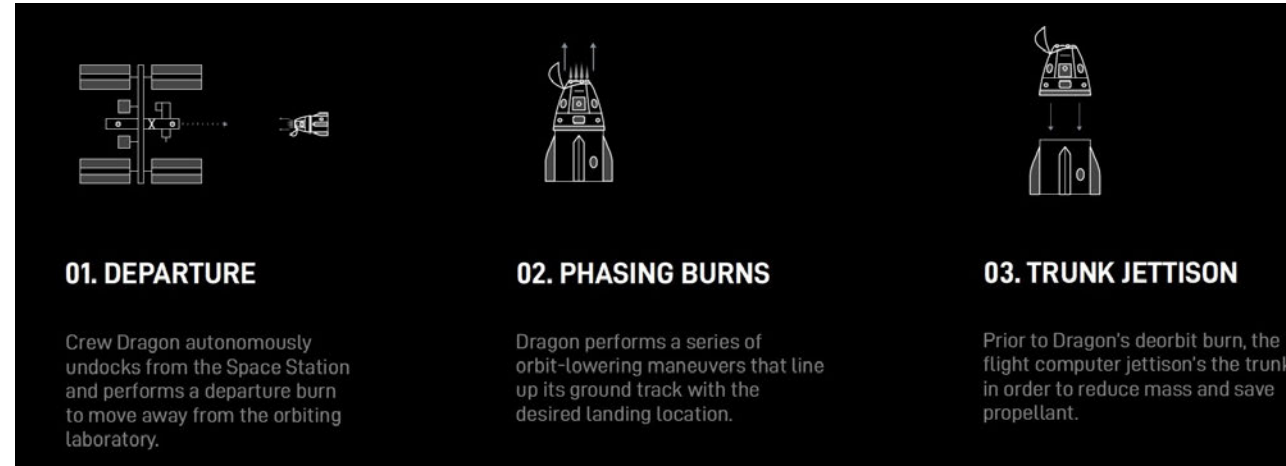 01. DEPARTURE
Crew Dragon autonomously
undocks from the Space Station
and performs a departure burn
to move away from the orbiting
laboratory.
02. PHASING BURNS
Dragon performs a series of
orbit-lowering maneuvers that line
up its ground track with the
desired landing location.
03. TRUNK JETTISON
Prior to Dragon's deorbit burn, the
flight computer jettison's the trunk
in order to reduce mass and save
propellant.